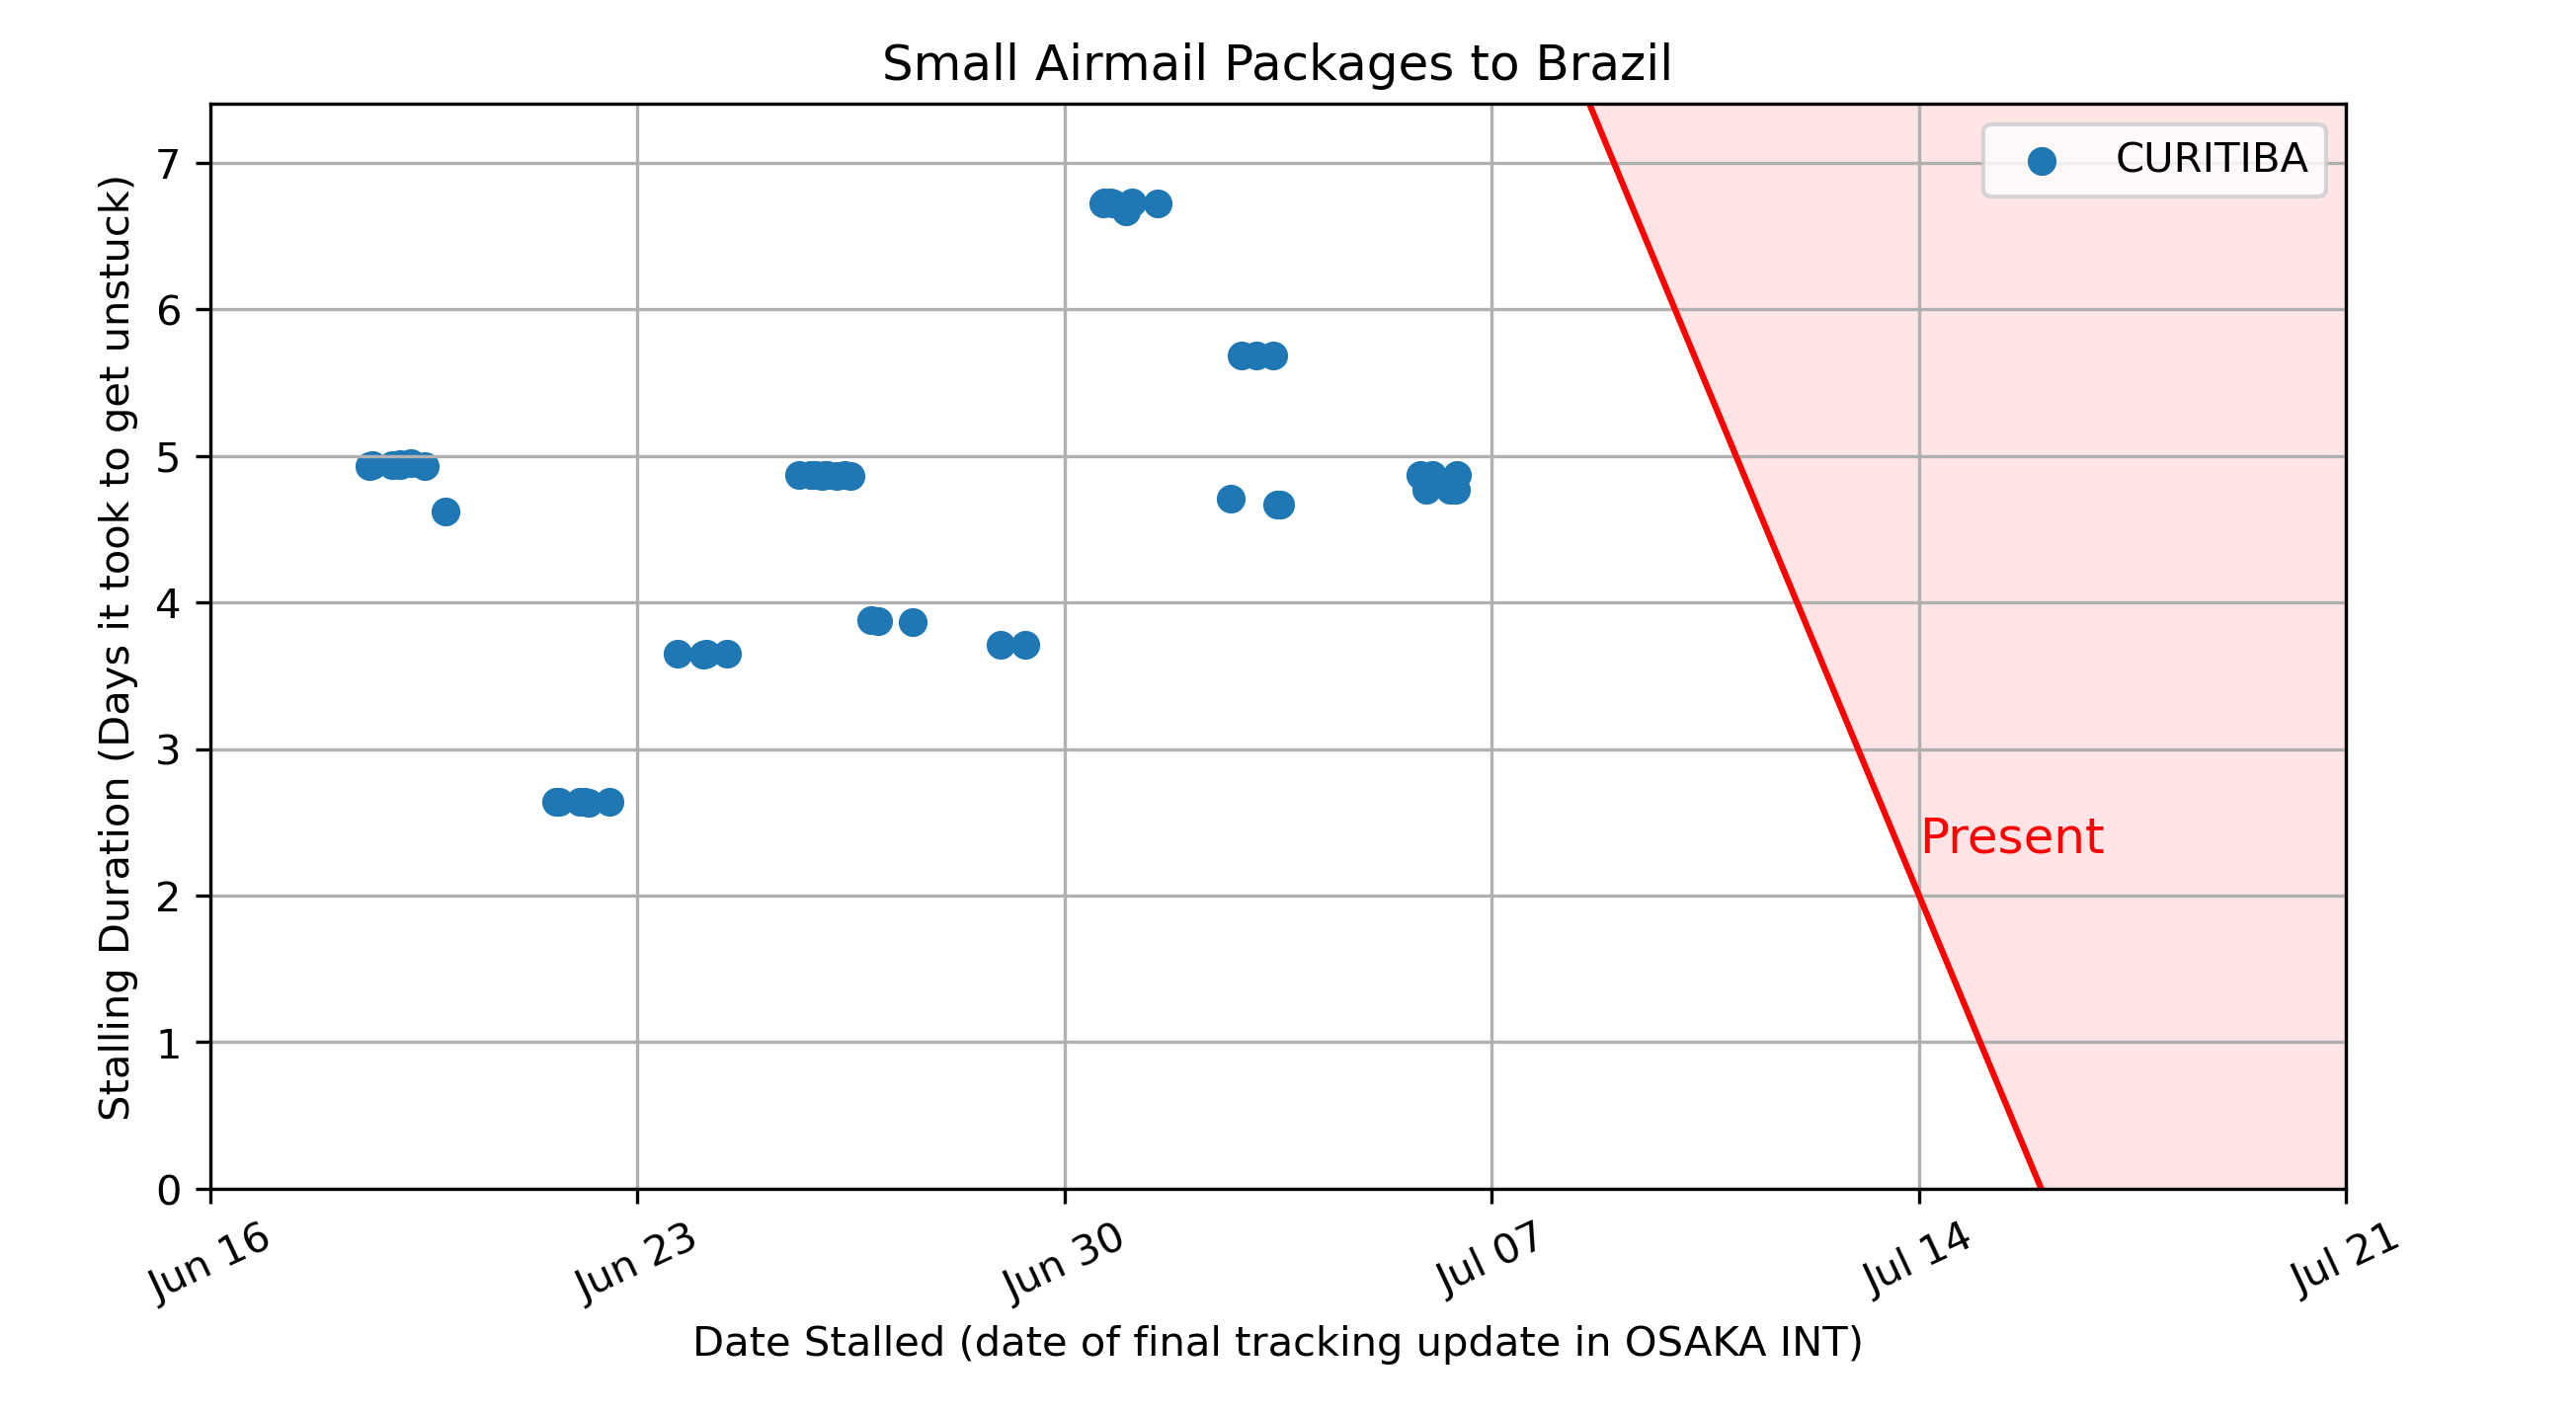 Small Airmail Packages to Brazil
CURITIBA
Stalling Duration (Days it took to get unstuck)
7
6
5
4
3
2
1
0
Present
Jun 16
Jun 23
Jun 30
Jul 07
Jul 14
Jul 21
Date Stalled (date of final tracking update in OSAKA INT)